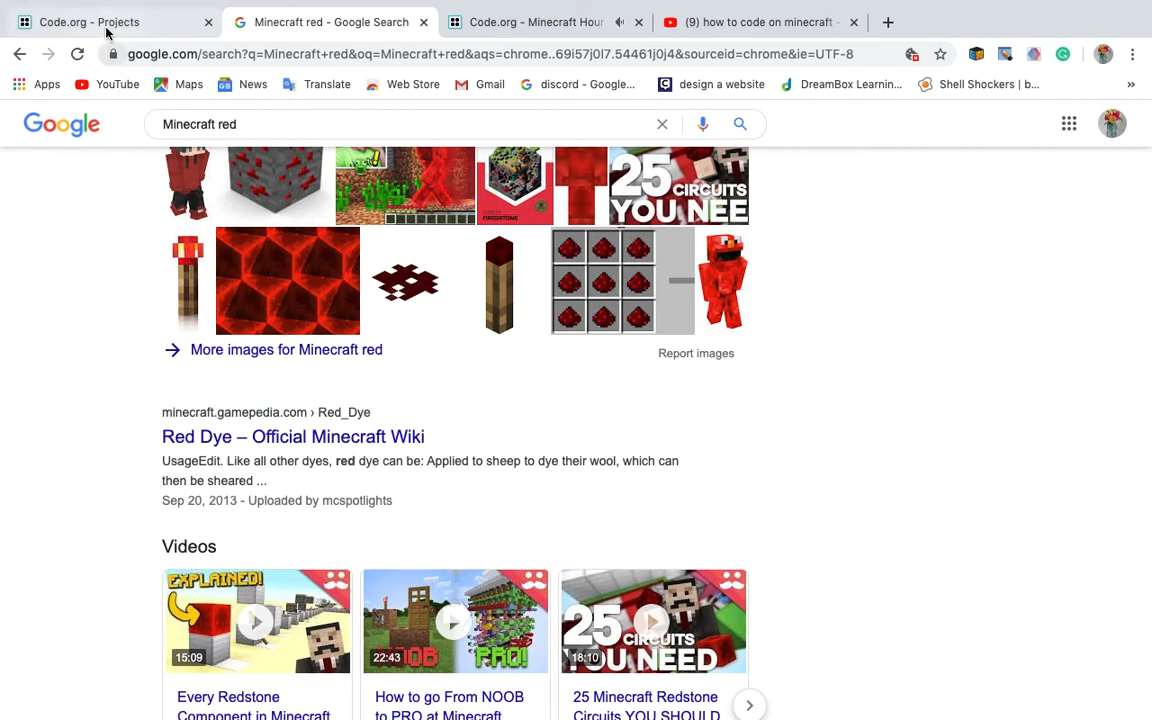 Code.org - Projects
Minecraft red - Google Search
Code.org - Minecraft Hour
(9) how to code on minecraft -
google.com/search?q=Minecraft+red&oq=Minecraft+red&aqs=chrome..69i57j0l7.54461j0j4&sourceid=chrome&ie=UTF-8
Apps
YouTube
Maps
News
Translate
Web Store
Gmail
discord - Google...
design a website
DreamBox Learnin...
Shell Shockers | b...
»
Google
Minecraft red
25 CIRCUITS
YOU NEE
More images for Minecraft red
Report images
minecraft.gamepedia.com › Red_Dye
Red Dye – Official Minecraft Wiki
UsageEdit. Like all other dyes, red dye can be: Applied to sheep to dye their wool, which can
then be sheared ...
Sep 20, 2013 - Uploaded by mcspotlights
Videos
EXPLAINED!
15:09
NOOB
PRO!
22:43
25 CIRCUITS
YOU NEED
18:10
Every Redstone
Component in Minecraft
How to go From NOOB
to PRO at Minecraft
25 Minecraft Redstone
Circuits YOU SHOULD